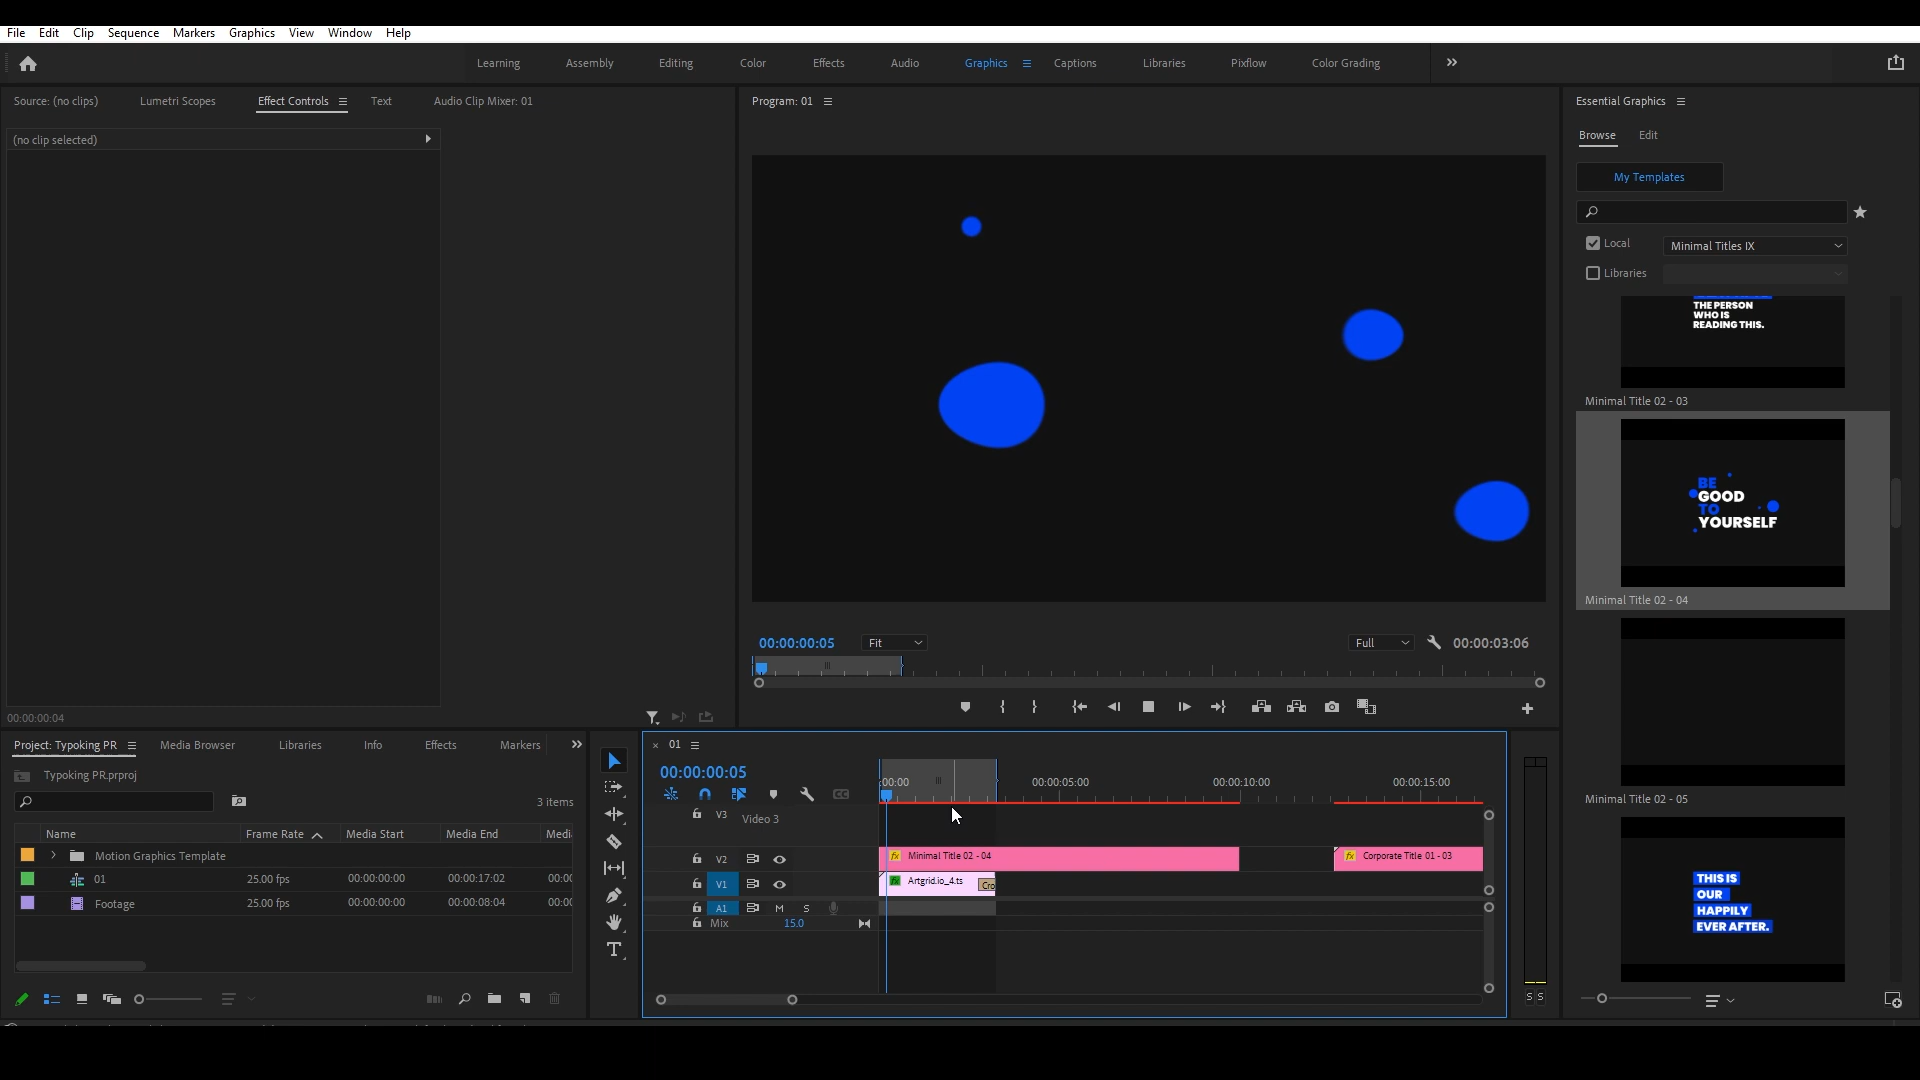 File Edit Clip Sequence Markers Graphics View Window Help
Learning Assembly Editing Color Effects Audio Graphics Captions Libraries Pixflow Color Grading
Source: (no clips) Lumetri Scopes Effect Controls Text Audio Clip Mixer: 01
(no clip selected)
00:00:00:04
Program: 01
00:00:00:05 Fit Full 00:00:03:06
Essential Graphics
Browse Edit
My Templates
Local Minimal Titles IX
Libraries
THE PERSON
WHO IS
READING THIS.
Minimal Title 02 - 03
BE
GOOD
TO
YOURSELF
Minimal Title 02 - 04
Minimal Title 02 - 05
THIS IS
OUR
HAPPILY
EVER AFTER.
Project: Typoking PR Media Browser Libraries Info Effects Markers
Typoking PR.prproj
3 items
Name Frame Rate Media Start Media End Medi
Motion Graphics Template
01 25.00 fps 00:00:00:00 00:00:17:02 00:00
Footage 25.00 fps 00:00:00:00 00:00:08:04 00:00
01
00:00:00:05
:00:00 00:00:05:00 00:00:10:00 00:00:15:00
V3 Video 3
V2 fx Minimal Title 02 - 04 fx Corporate Title 01 - 03
V1 fx Artgrid.io_4.ts Cro
A1 M S
Mix 15.0
S S